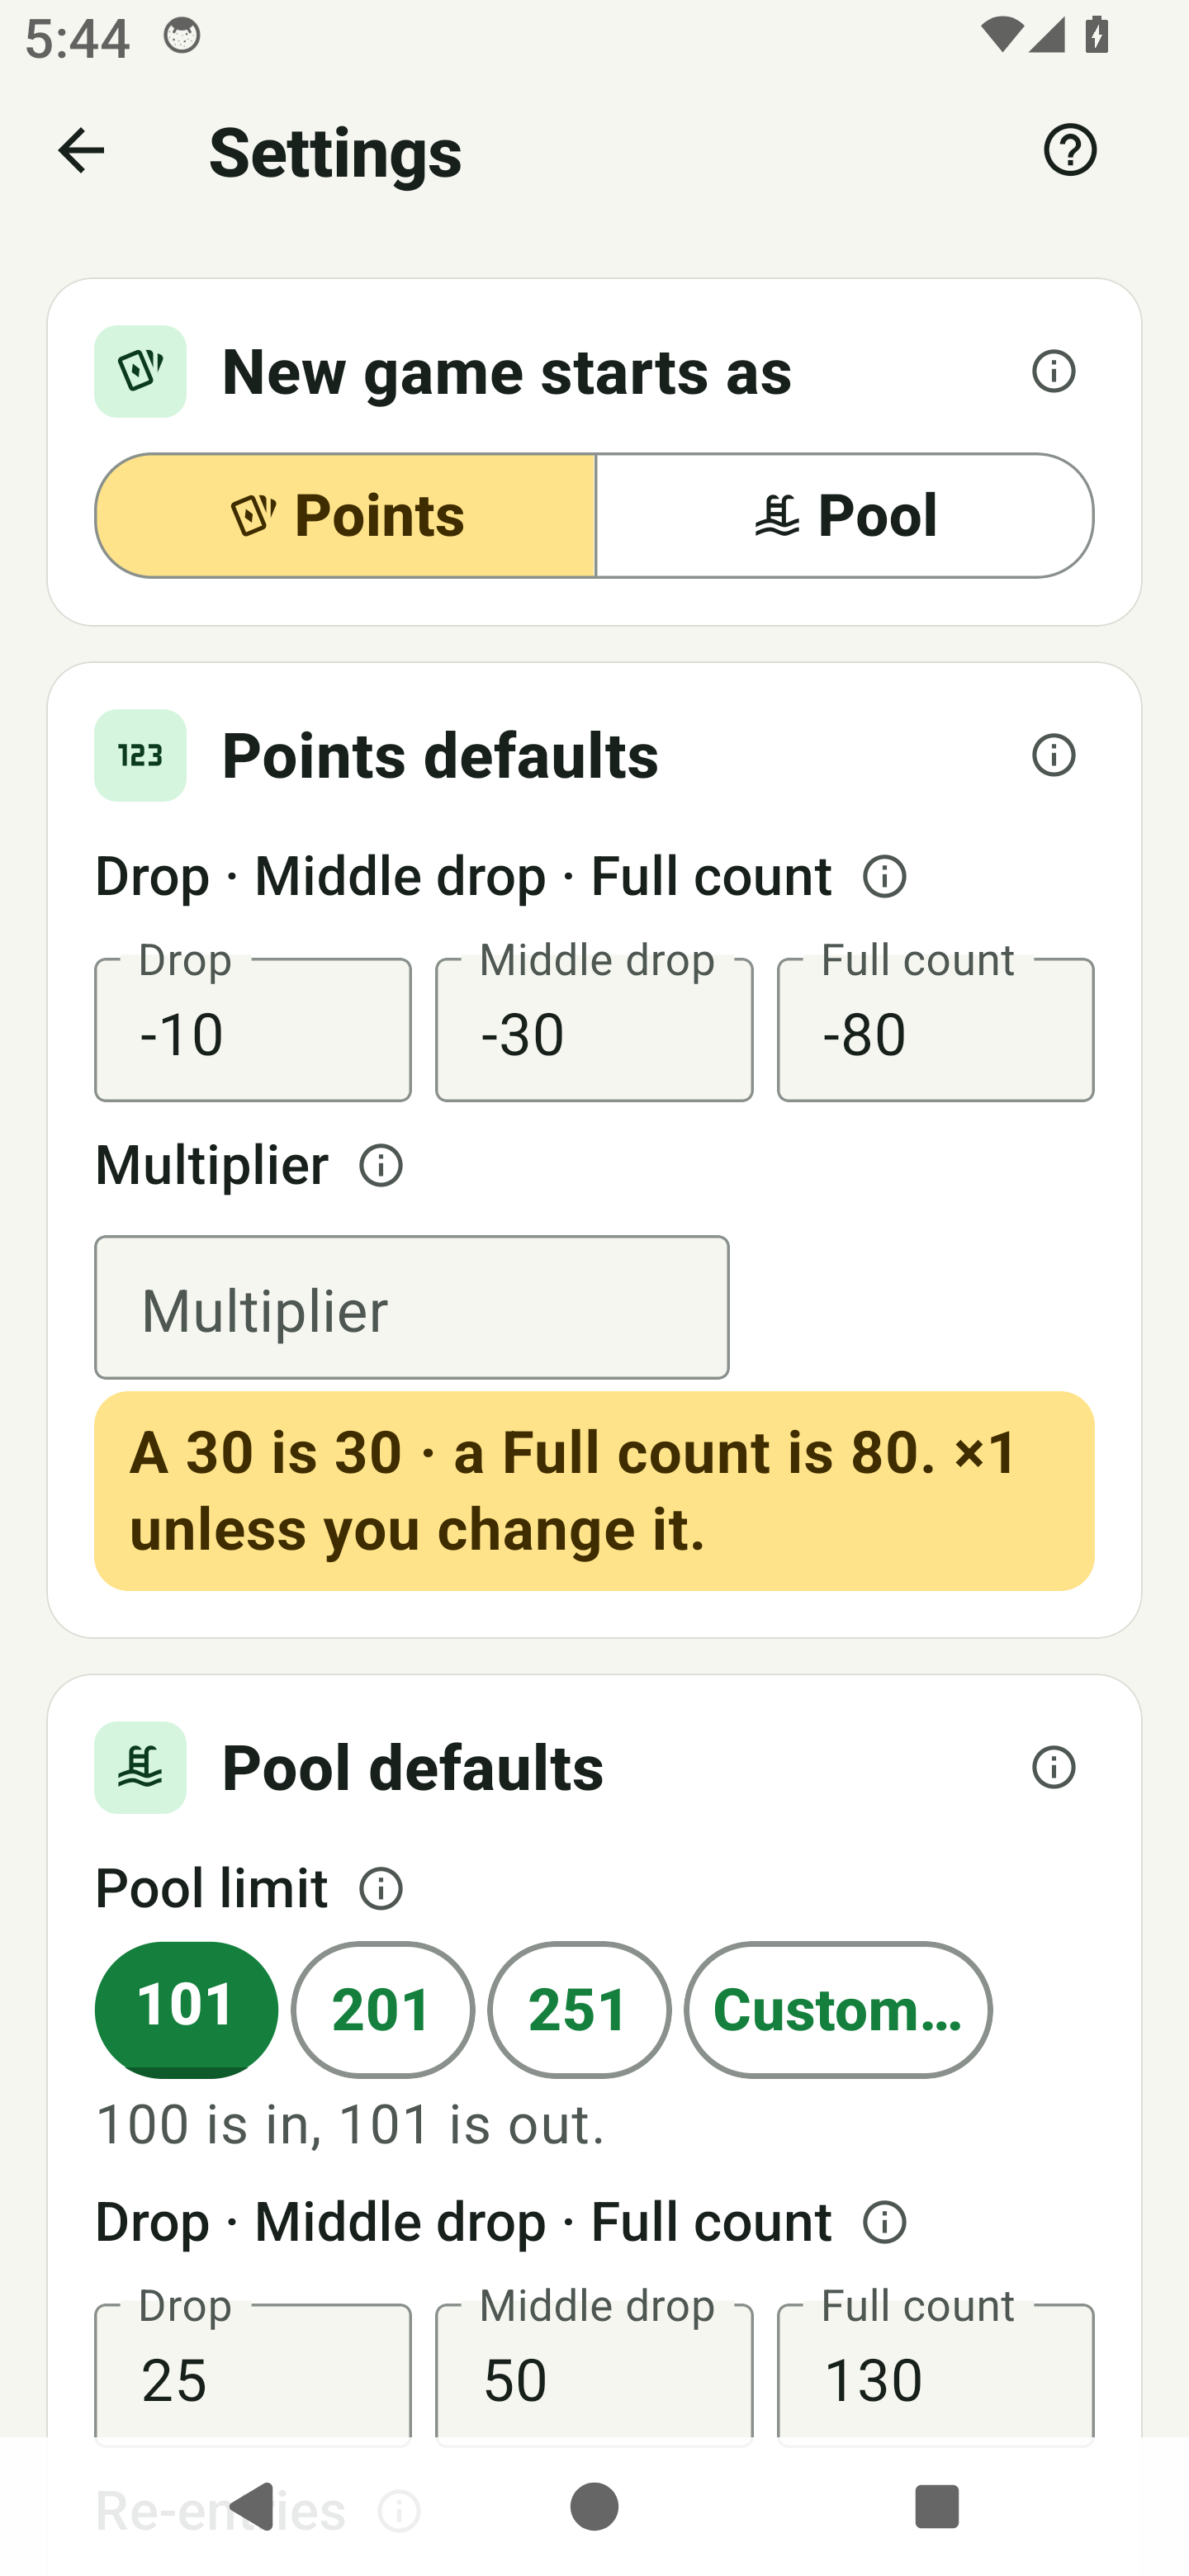 5:44
Settings
New game starts as
Points
Pool
123
Points defaults
Drop · Middle drop · Full count
Drop
Middle drop
Full count
-10
-30
-80
Multiplier
Multiplier
A 30 is 30 · a Full count is 80. ×1
unless you change it.
Pool defaults
Pool limit
101
201
251
Custom…
100 is in, 101 is out.
Drop · Middle drop · Full count
Drop
Middle drop
Full count
25
50
130
Re-entries